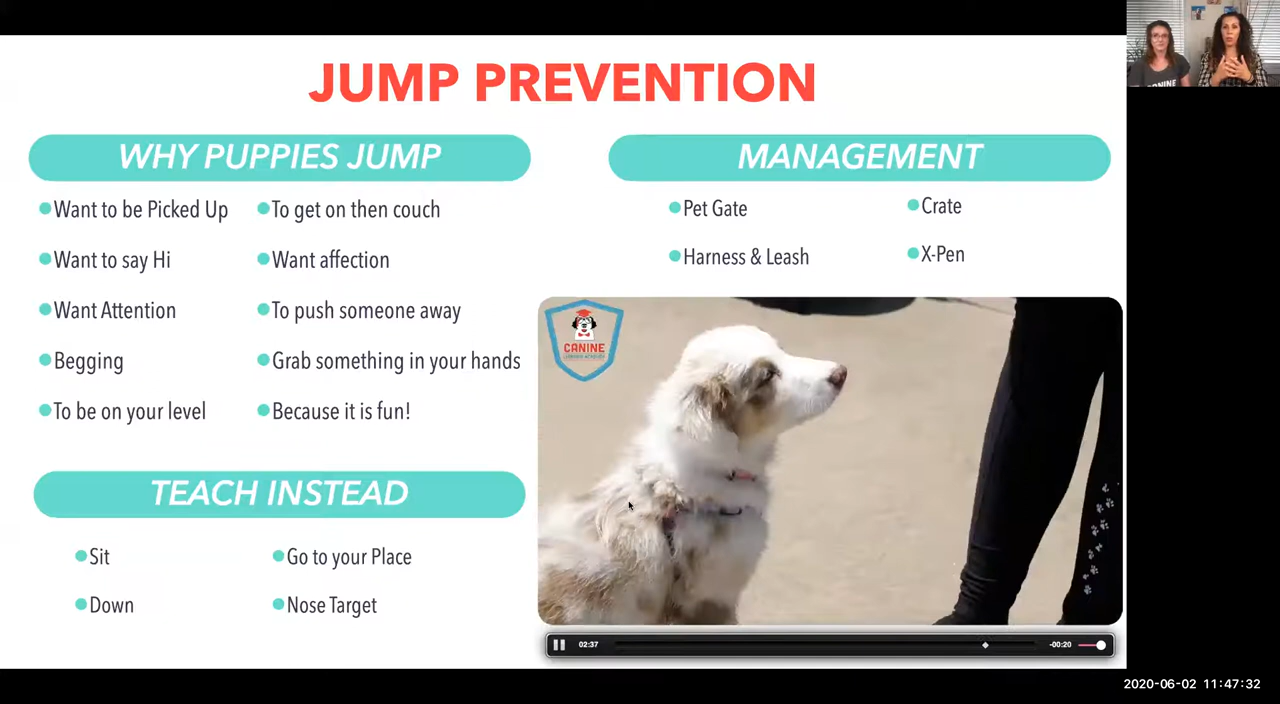 JUMP PREVENTION
WHY PUPPIES JUMP
Want to be Picked Up
To get on then couch
Want to say Hi
Want affection
Want Attention
To push someone away
Begging
Grab something in your hands
To be on your level
Because it is fun!
MANAGEMENT
Pet Gate
Crate
Harness & Leash
X-Pen
TEACH INSTEAD
Sit
Go to your Place
Down
Nose Target
CANINE
02:37
-00:20
2020-06-02 11:47:32